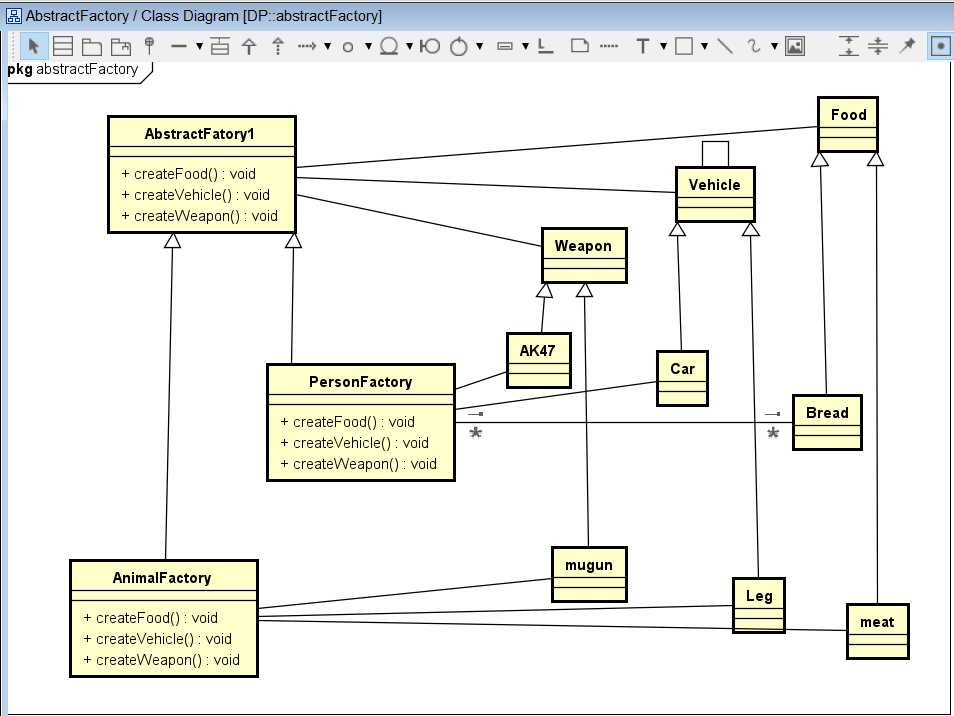 AbstractFactory / Class Diagram [DP::abstractFactory]
pkg abstractFactory
Food
AbstractFatory1
+ createFood() : void
+ createVehicle() : void
+ createWeapon() : void
Vehicle
Weapon
AK47
Car
PersonFactory
+ createFood() : void
+ createVehicle() : void
+ createWeapon() : void
*
*
Bread
mugun
AnimalFactory
+ createFood() : void
+ createVehicle() : void
+ createWeapon() : void
Leg
meat